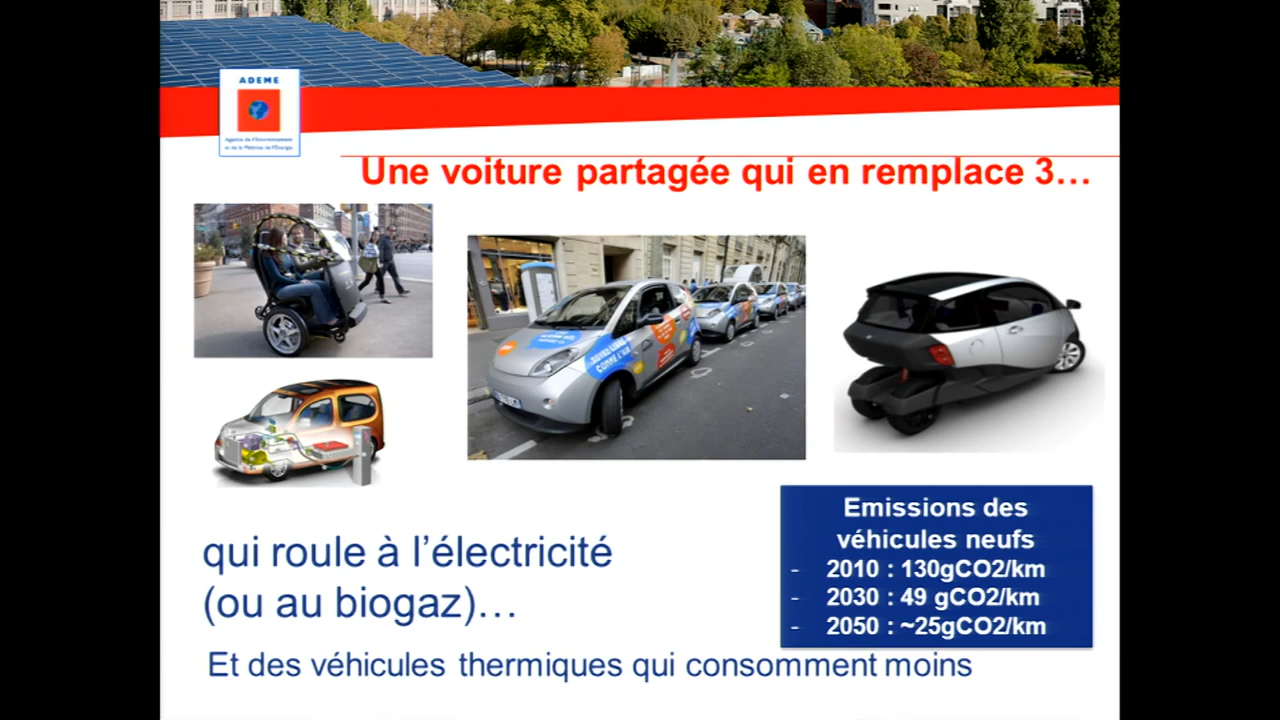 ADEME
Agence de l'Environnement
et de la Maîtrise de l'Energie
Une voiture partagée qui en remplace 3…
qui roule à l'électricité
(ou au biogaz)…
Emissions des
véhicules neufs
- 2010 : 130gCO2/km
- 2030 : 49 gCO2/km
- 2050 : ~25gCO2/km
Et des véhicules thermiques qui consomment moins